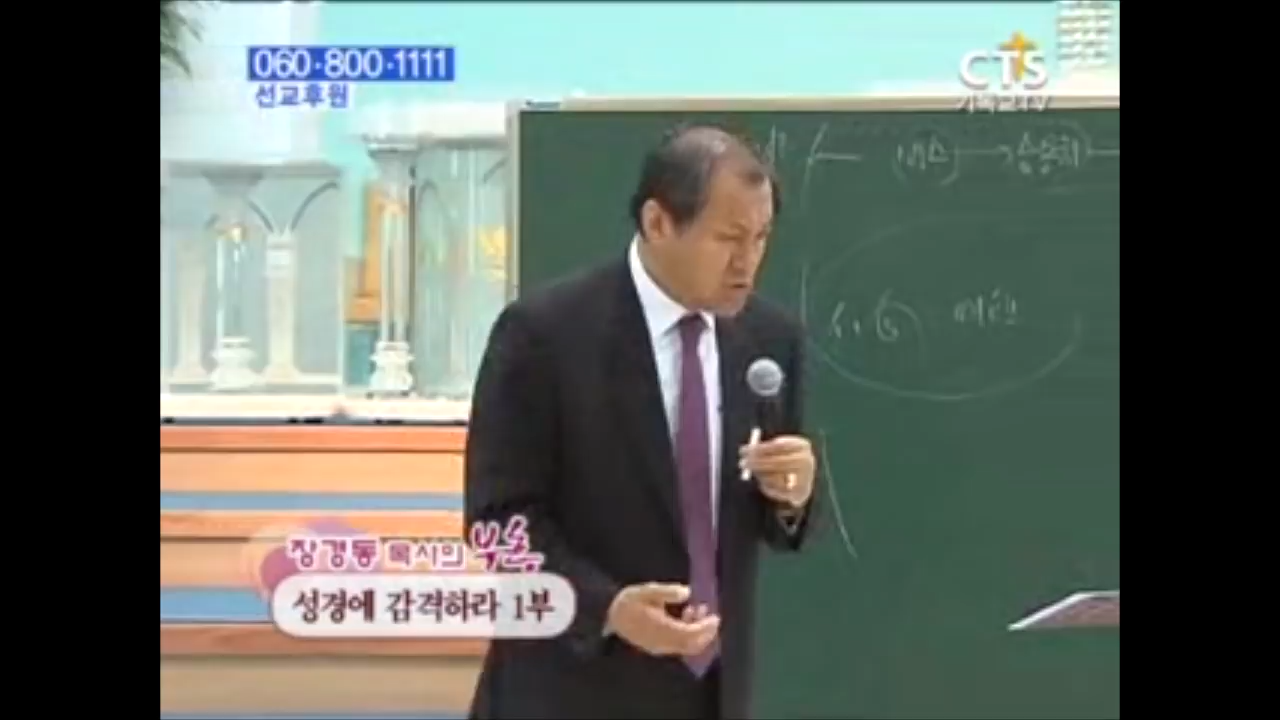 060·800·1111
선교후원
CTS
기독교TV
장경동 목사의 부흥
성경에 감격하라 1부